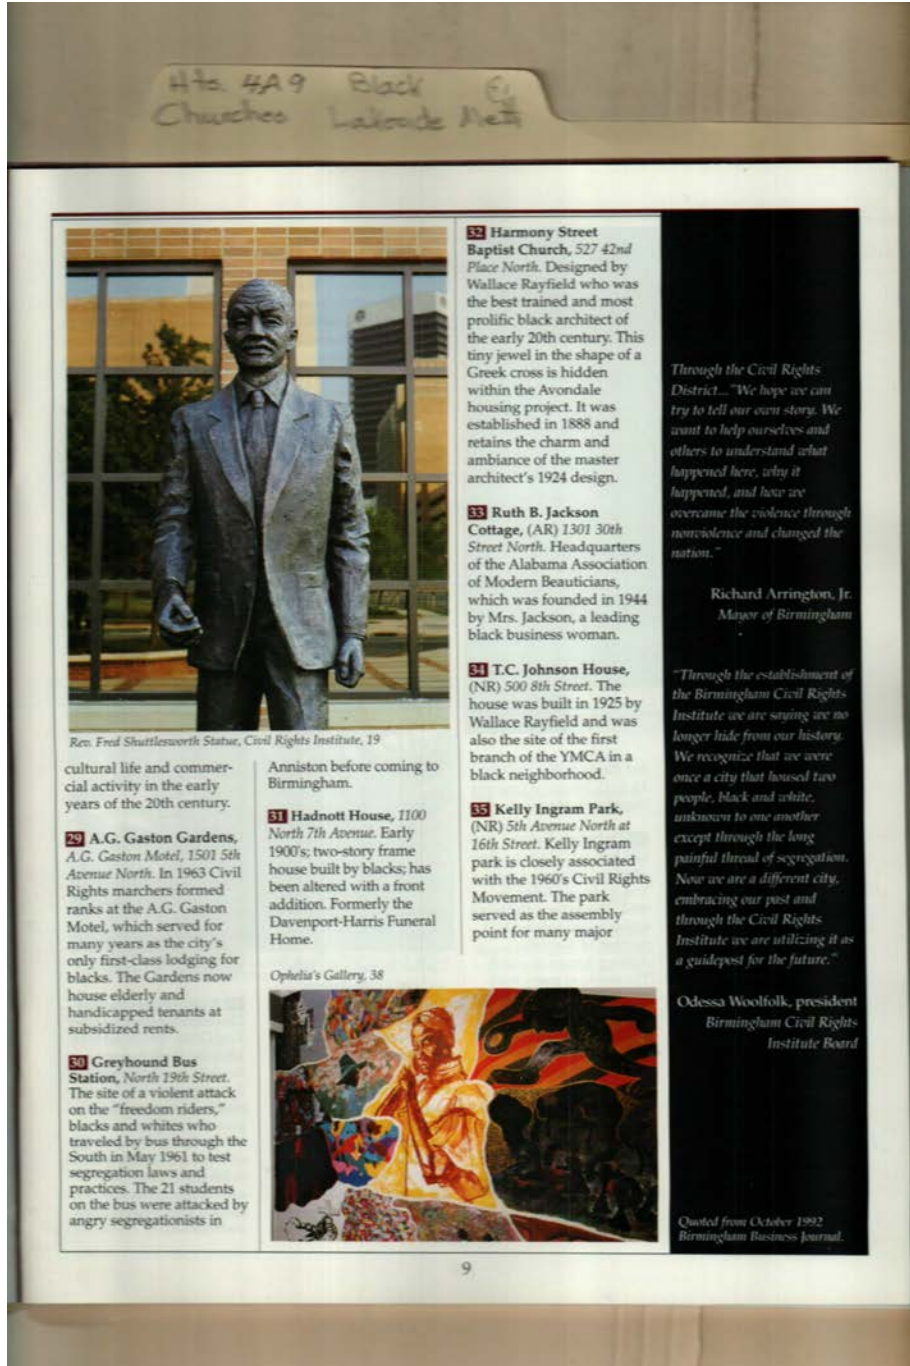 Hts. 4A9 Black
Churches Lakeside Meth
Rev. Fred Shuttlesworth Statue, Civil Rights Institute, 19
cultural life and commer-
cial activity in the early
years of the 20th century.
29 A.G. Gaston Gardens,
A.G. Gaston Motel, 1501 5th
Avenue North. In 1963 Civil
Rights marchers formed
ranks at the A.G. Gaston
Motel, which served for
many years as the city's
only first-class lodging for
blacks. The Gardens now
house elderly and
handicapped tenants at
subsidized rents.
30 Greyhound Bus
Station, North 19th Street.
The site of a violent attack
on the "freedom riders,"
blacks and whites who
traveled by bus through the
South in May 1961 to test
segregation laws and
practices. The 21 students
on the bus were attacked by
angry segregationists in
Anniston before coming to
Birmingham.
31 Hadnott House, 1100
North 7th Avenue. Early
1900's; two-story frame
house built by blacks; has
been altered with a front
addition. Formerly the
Davenport-Harris Funeral
Home.
Ophelia's Gallery, 38
32 Harmony Street
Baptist Church, 527 42nd
Place North. Designed by
Wallace Rayfield who was
the best trained and most
prolific black architect of
the early 20th century. This
tiny jewel in the shape of a
Greek cross is hidden
within the Avondale
housing project. It was
established in 1888 and
retains the charm and
ambiance of the master
architect's 1924 design.
33 Ruth B. Jackson
Cottage, (AR) 1301 30th
Street North. Headquarters
of the Alabama Association
of Modern Beauticians,
which was founded in 1944
by Mrs. Jackson, a leading
black business woman.
34 T.C. Johnson House,
(NR) 500 8th Street. The
house was built in 1925 by
Wallace Rayfield and was
also the site of the first
branch of the YMCA in a
black neighborhood.
35 Kelly Ingram Park,
(NR) 5th Avenue North at
16th Street. Kelly Ingram
park is closely associated
with the 1960's Civil Rights
Movement. The park
served as the assembly
point for many major
Through the Civil Rights
District..."We hope we can
try to tell our own story. We
want to help ourselves and
others to understand what
happened here, why it
happened, and how we
overcame the violence through
nonviolence and changed the
nation."
Richard Arrington, Jr.
Mayor of Birmingham
"Through the establishment of
the Birmingham Civil Rights
Institute we are saying we no
longer hide from our history.
We recognize that we were
once a city that housed two
people, black and white,
unknown to one another
except through the long
painful thread of segregation.
Now we are a different city,
embracing our past and
through the Civil Rights
Institute we are utilizing it as
a guidepost for the future."
Odessa Woolfolk, president
Birmingham Civil Rights
Institute Board
Quoted from October 1992
Birmingham Business Journal.
9